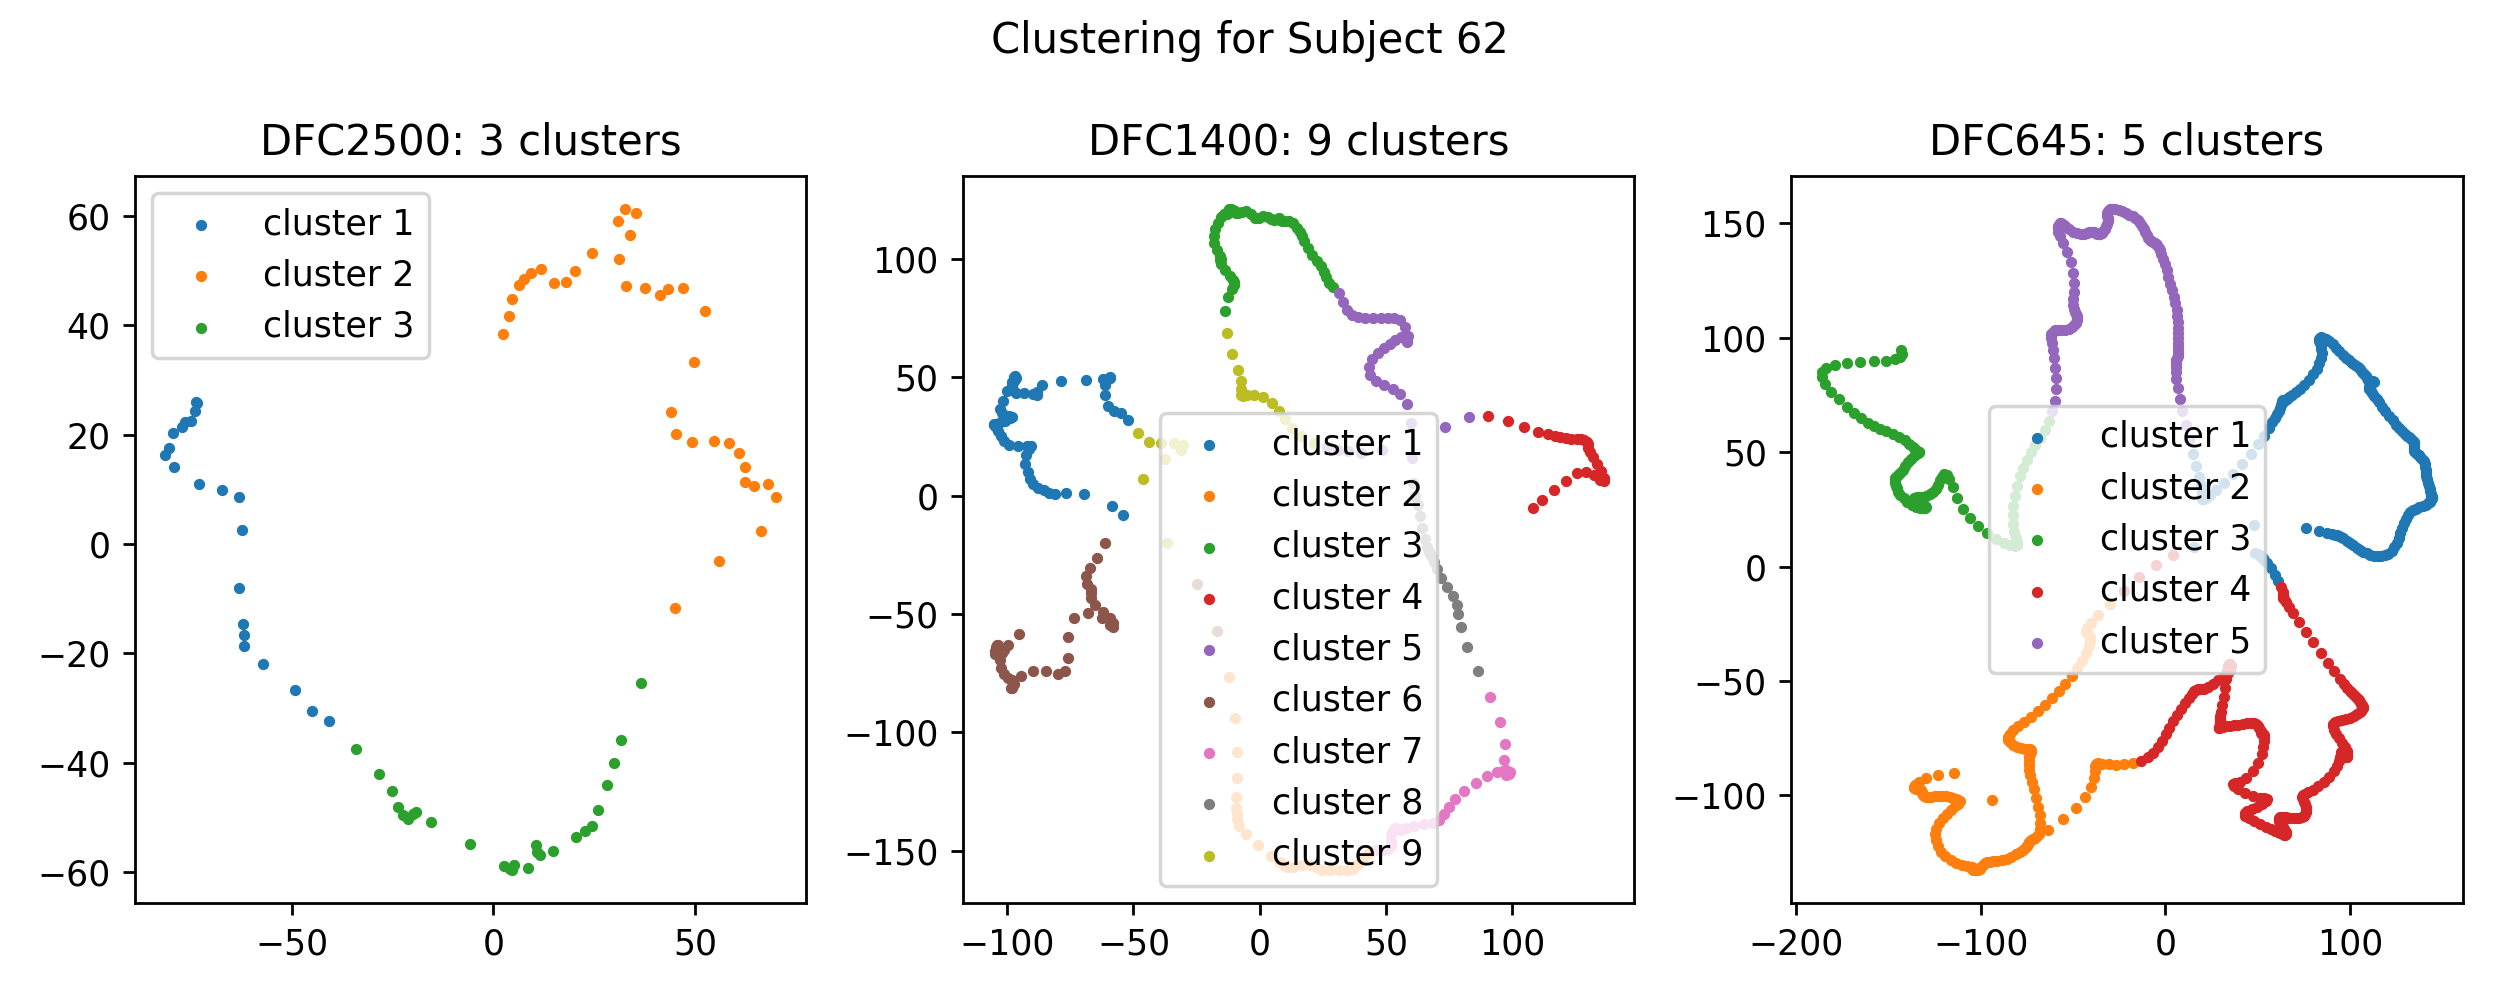 Clustering for Subject 62
DFC2500: 3 clusters
cluster 1
cluster 2
cluster 3
60
40
20
0
−20
−40
−60
−50
0
50
DFC1400: 9 clusters
100
50
0
−50
−100
−150
cluster 1
cluster 2
cluster 3
cluster 4
cluster 5
cluster 6
cluster 7
cluster 8
cluster 9
−100
−50
0
50
100
DFC645: 5 clusters
150
100
50
0
−50
−100
cluster 1
cluster 2
cluster 3
cluster 4
cluster 5
−200
−100
0
100